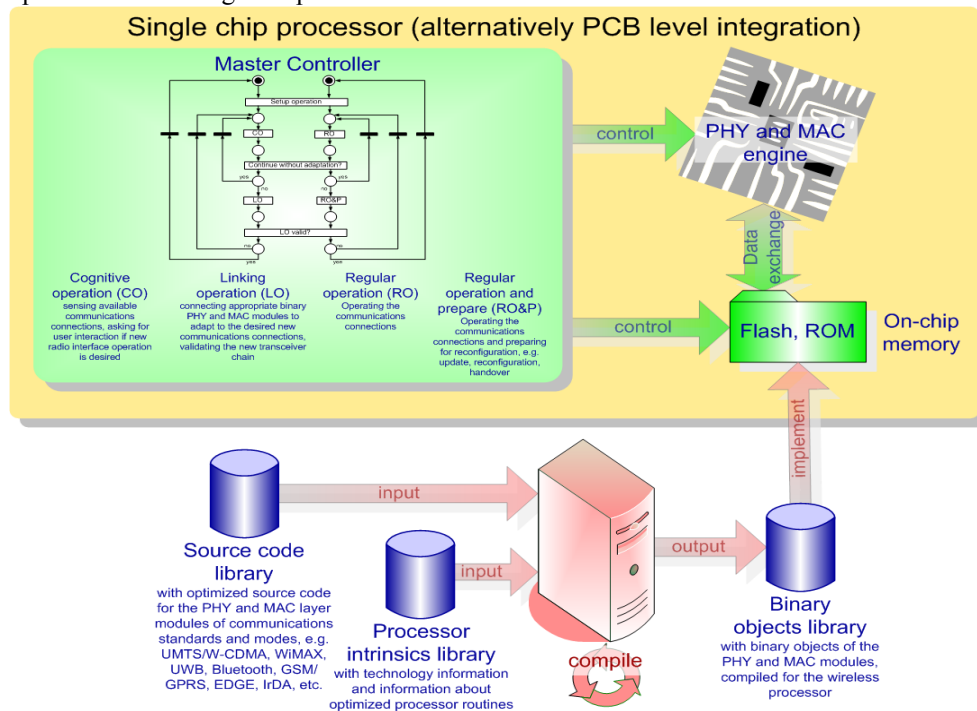 Single chip processor (alternatively PCB level integration)
Master Controller
Setup operation
CO
RO
Continue without adaptation?
yes
yes
no
no
LO
RO&P
LO valid?
no
no
yes
yes
Cognitive
operation (CO)
sensing available
communications
connections, asking for
user interaction if new
radio interface operation
is desired
Linking
operation (LO)
connecting appropriate binary
PHY and MAC modules to
adapt to the desired new
communications connections,
validating the new transceiver
chain
Regular
operation (RO)
Operating the
communications
connections
Regular
operation and
prepare (RO&P)
Operating the
communications
connections and preparing
for reconfiguration, e.g.
update, reconfiguration,
handover
control
PHY and MAC
engine
Data
exchange
control
Flash, ROM
On-chip
memory
implement
input
Source code
library
with optimized source code
for the PHY and MAC layer
modules of communications
standards and modes, e.g.
UMTS/W-CDMA, WiMAX,
UWB, Bluetooth, GSM/
GPRS, EDGE, IrDA, etc.
input
Processor
intrinsics library
with technology information
and information about
optimized processor routines
compile
output
Binary
objects library
with binary objects of the
PHY and MAC modules,
compiled for the wireless
processor